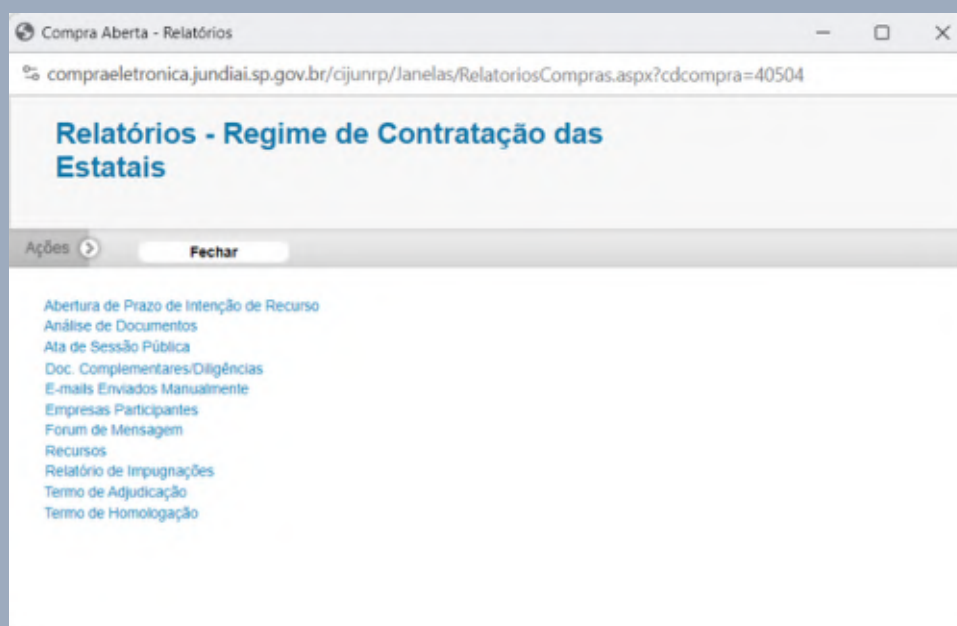 Compra Aberta - Relatórios
compraeletronica.jundiai.sp.gov.br/cijunrp/Janelas/RelatoriosCompras.aspx?cdcompra=40504
Relatórios - Regime de Contratação das
Estatais
Ações
Fechar
Abertura de Prazo de Intenção de Recurso
Análise de Documentos
Ata de Sessão Pública
Doc. Complementares/Diligências
E-mails Enviados Manualmente
Empresas Participantes
Forum de Mensagem
Recursos
Relatório de Impugnações
Termo de Adjudicação
Termo de Homologação